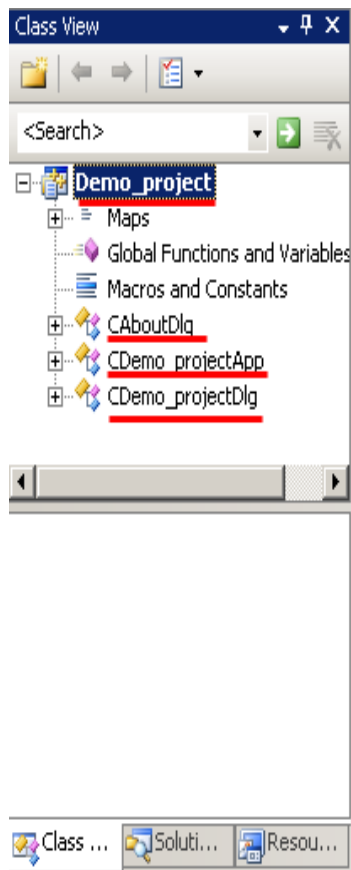 Class View
<Search>
Demo_project
Maps
Global Functions and Variables
Macros and Constants
CAboutDlg
CDemo_projectApp
CDemo_projectDlg
Class ...
Soluti...
Resou...